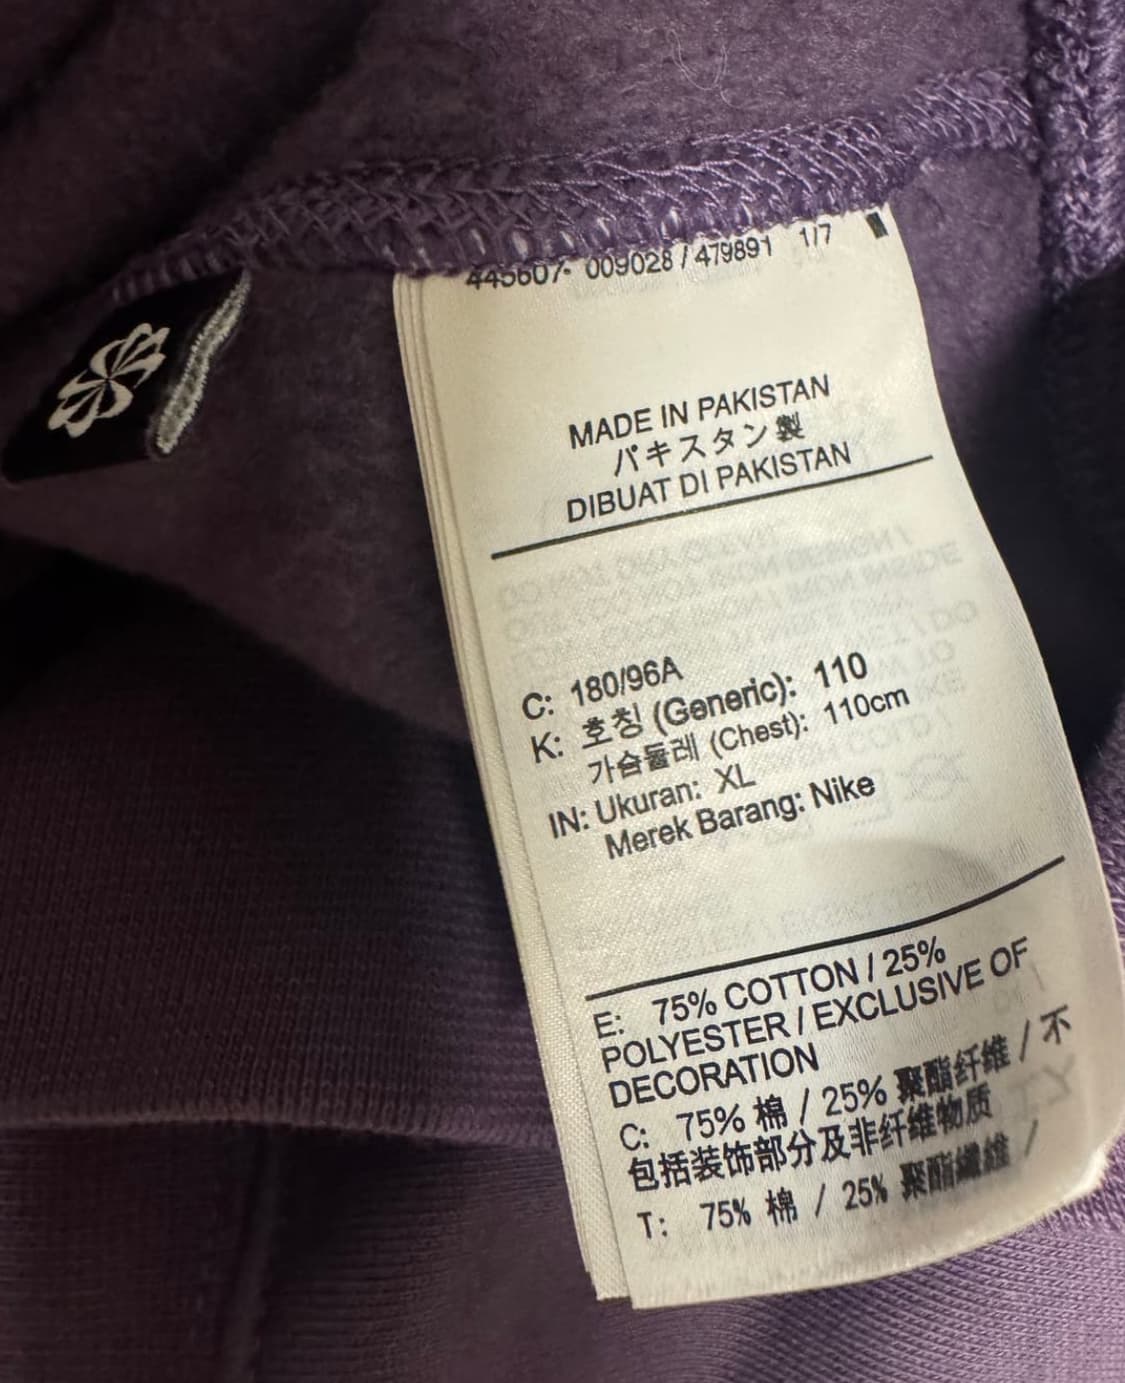 445607- 009028 / 479891 1/7
MADE IN PAKISTAN
パキスタン製
DIBUAT DI PAKISTAN
C: 180/96A
K: 호칭 (Generic): 110
가슴둘레 (Chest): 110cm
IN: Ukuran: XL
Merek Barang: Nike
E: 75% COTTON / 25%
POLYESTER / EXCLUSIVE OF
DECORATION
C: 75% 棉 / 25% 聚酯纤维 / 不
包括装饰部分及非纤维物质
T: 75% 棉 / 25% 聚酯纖維 /